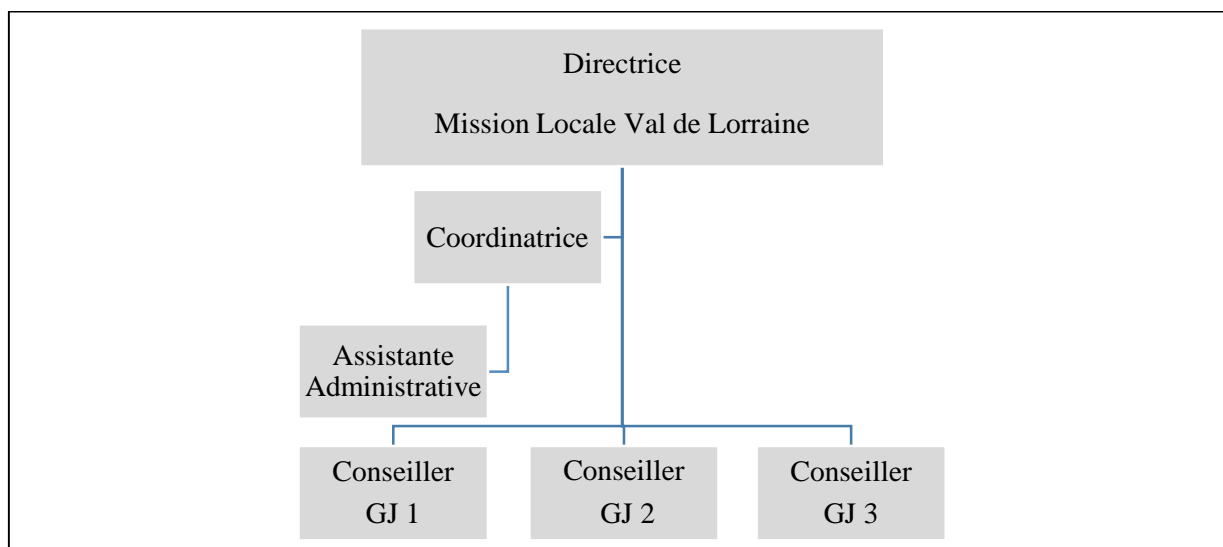 Directrice
Mission Locale Val de Lorraine
Coordinatrice
Assistante
Administrative
Conseiller
GJ 1
Conseiller
GJ 2
Conseiller
GJ 3